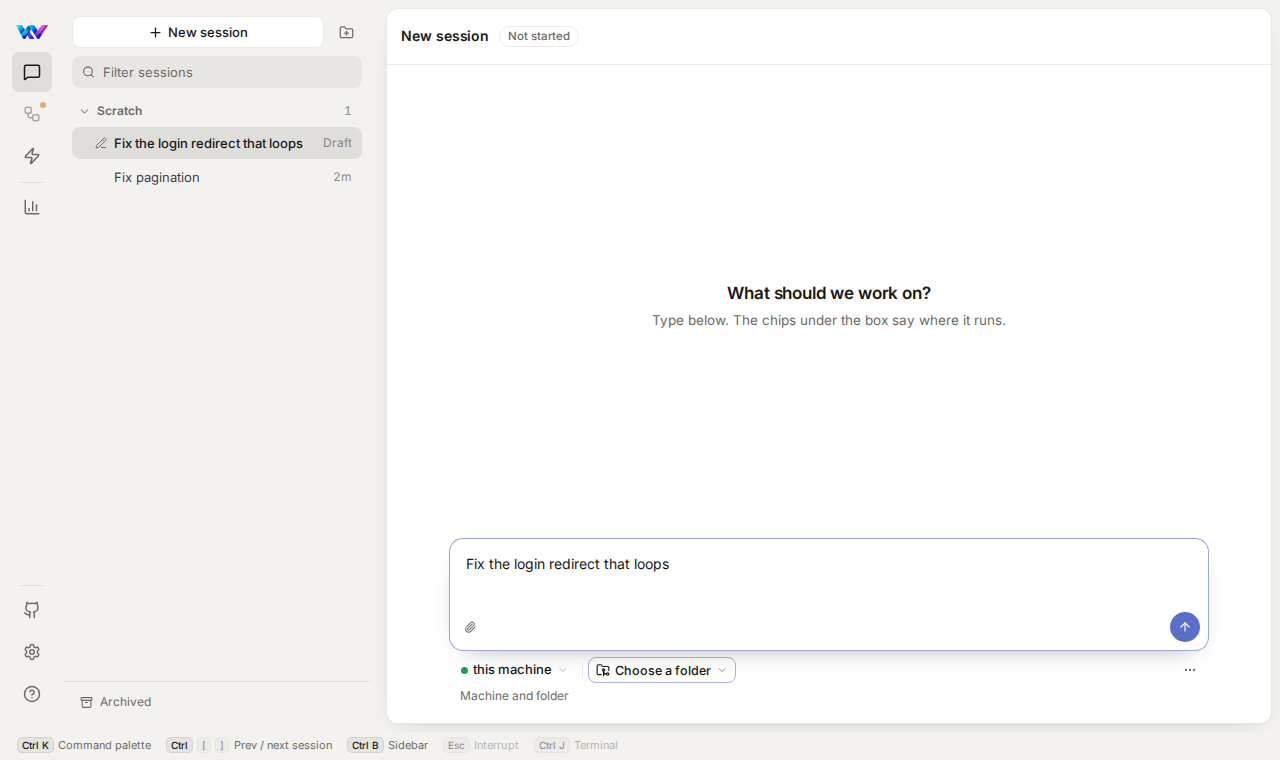 New session
Filter sessions
Scratch 1
Fix the login redirect that loops Draft
Fix pagination 2m
Archived
New session Not started
What should we work on?
Type below. The chips under the box say where it runs.
Fix the login redirect that loops
this machine Choose a folder
Machine and folder
Ctrl K Command palette Ctrl [ ] Prev / next session Ctrl B Sidebar Esc Interrupt Ctrl J Terminal